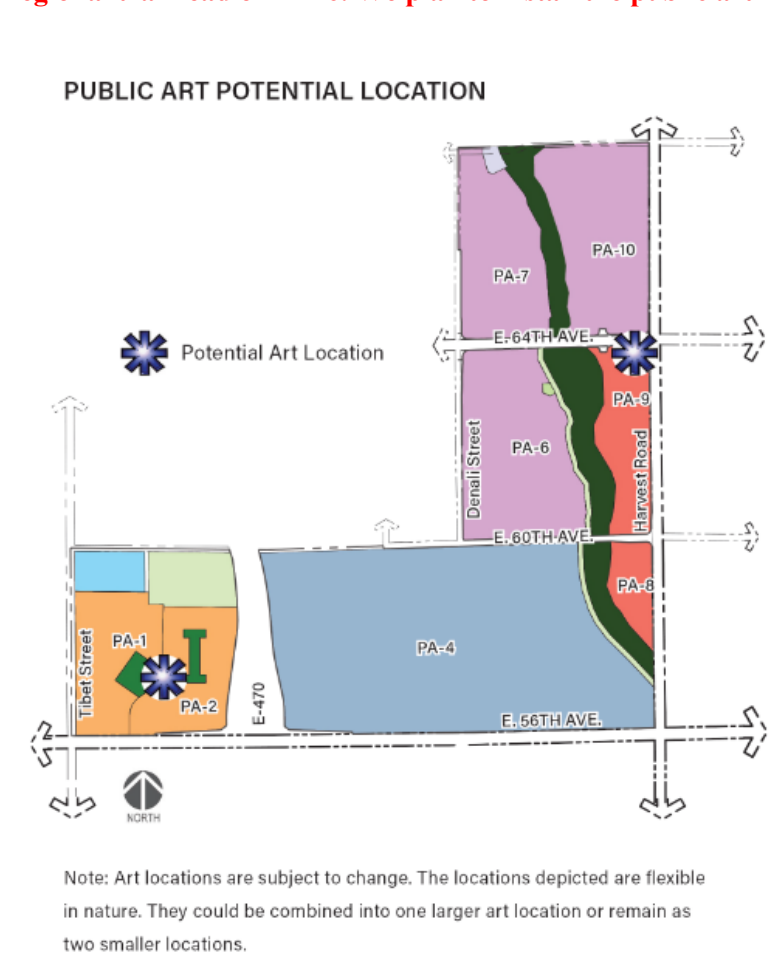 PUBLIC ART POTENTIAL LOCATION
PA-10
PA-7
E. 64TH AVE.
Potential Art Location
PA-9
Denali Street
PA-6
Harvest Road
E. 60TH AVE.
PA-8
Tibet Street
PA-1
PA-4
PA-2
E-470
E. 56TH AVE.
NORTH
Note: Art locations are subject to change. The locations depicted are flexible
in nature. They could be combined into one larger art location or remain as
two smaller locations.